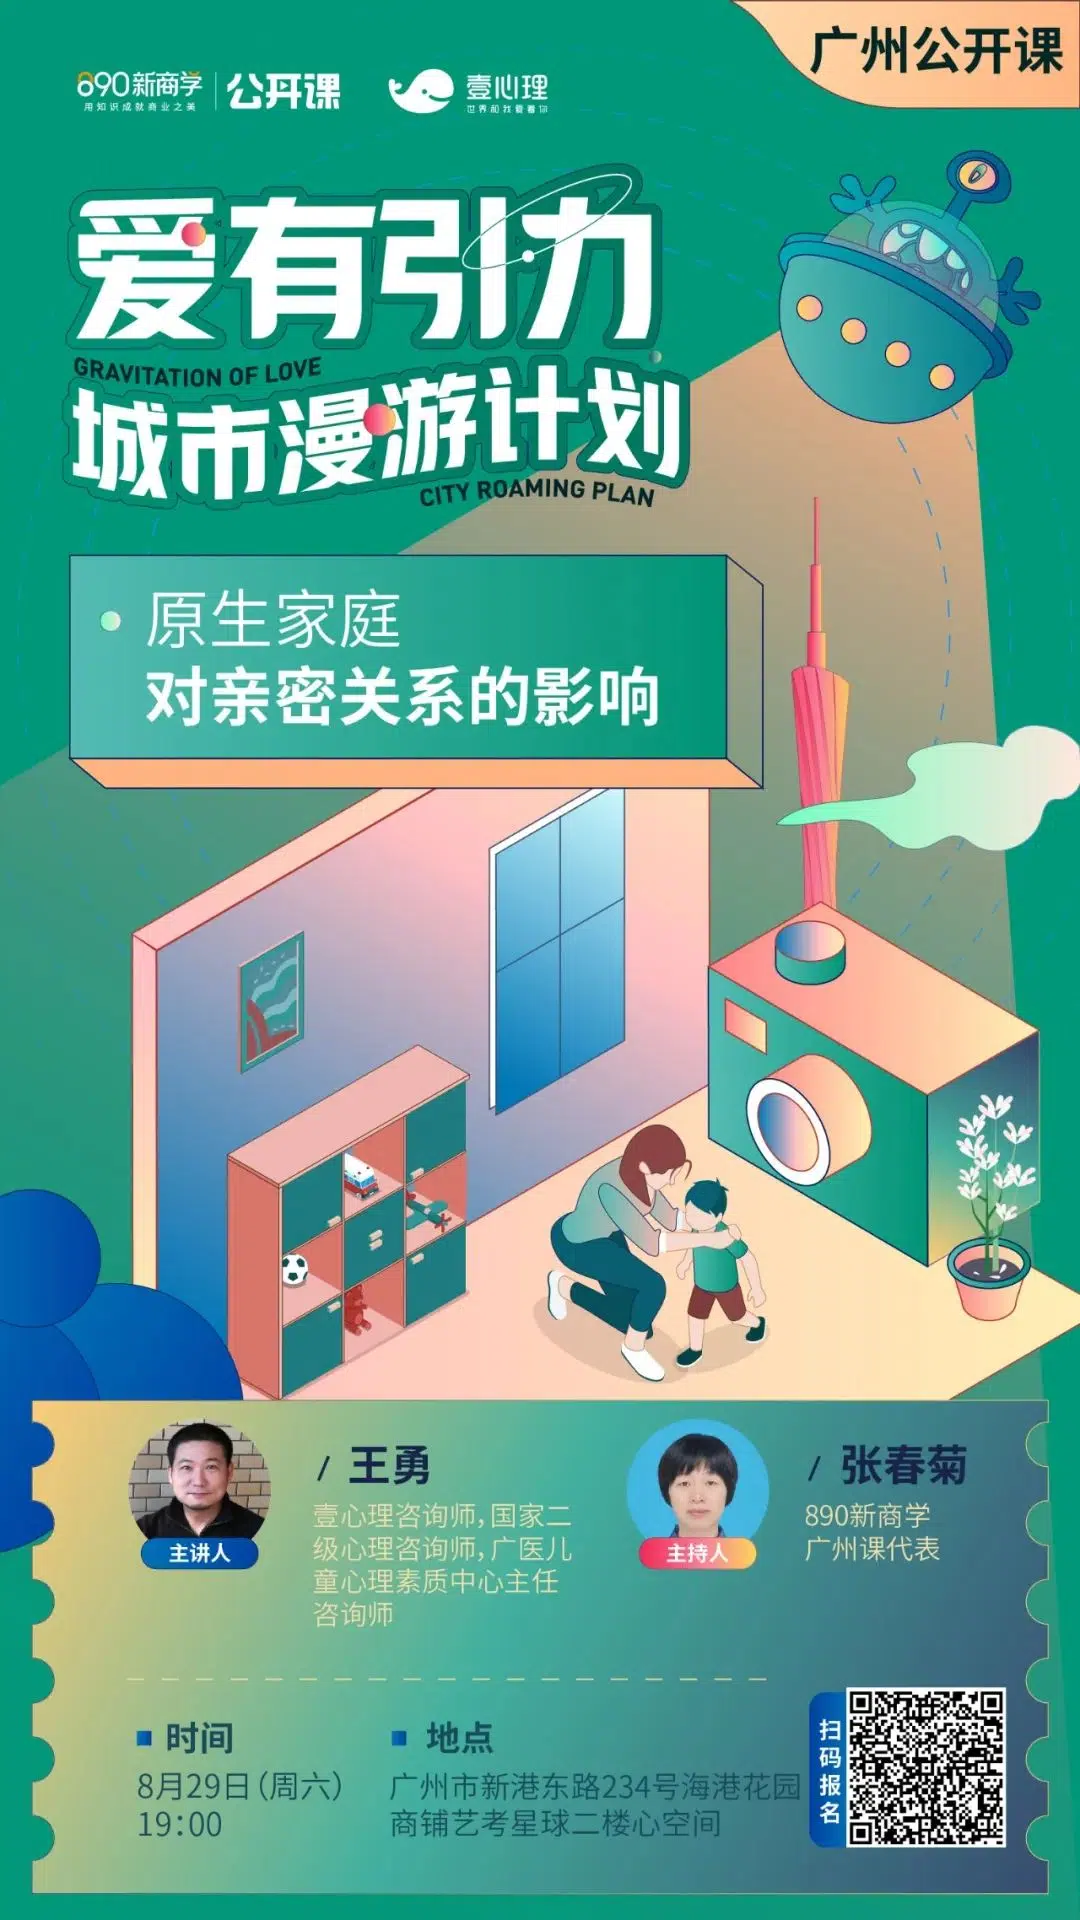 广州公开课
890新商学
用知识成就商业之美
公开课
壹心理
世界和我爱着你
爱有引力
GRAVITATION OF LOVE
城市漫游计划
CITY ROAMING PLAN
原生家庭
对亲密关系的影响
/ 王勇
主讲人
壹心理咨询师,国家二
级心理咨询师,广医儿
童心理素质中心主任
咨询师
/ 张春菊
主持人
890新商学
广州课代表
时间
8月29日(周六)
19:00
地点
广州市新港东路234号海港花园
商铺艺考星球二楼心空间
扫码报名